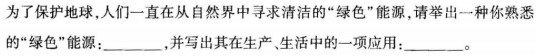 为了保护地球,人们一直在从自然界中寻求清洁的“绿色”能源,请举出一种你熟悉
的“绿色”能源:________,并写出其在生产、生活中的一项应用:________。